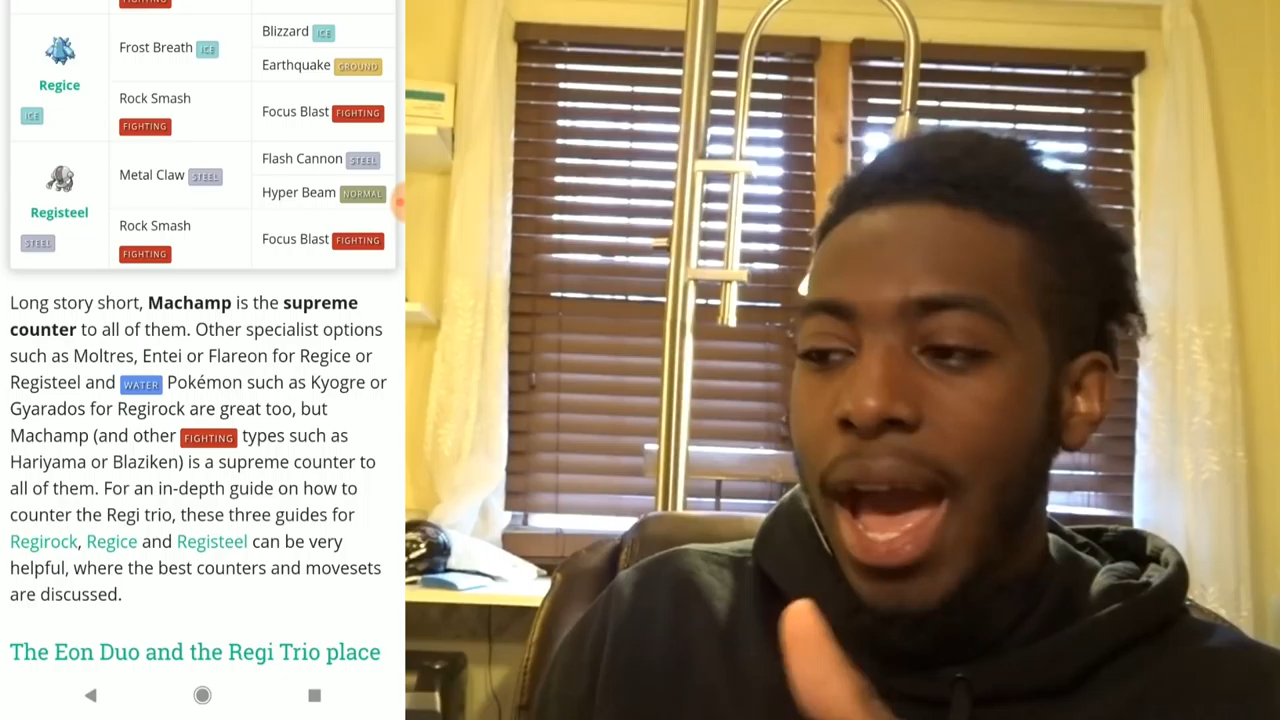 FIGHTING
Regice
ICE
Frost Breath ICE
Blizzard ICE
Earthquake GROUND
Rock Smash
FIGHTING
Focus Blast FIGHTING
Registeel
STEEL
Metal Claw STEEL
Flash Cannon STEEL
Hyper Beam NORMAL
Rock Smash
FIGHTING
Focus Blast FIGHTING
Long story short, Machamp is the supreme
counter to all of them. Other specialist options
such as Moltres, Entei or Flareon for Regice or
Registeel and WATER Pokémon such as Kyogre or
Gyarados for Regirock are great too, but
Machamp (and other FIGHTING types such as
Hariyama or Blaziken) is a supreme counter to
all of them. For an in-depth guide on how to
counter the Regi trio, these three guides for
Regirock, Regice and Registeel can be very
helpful, where the best counters and movesets
are discussed.
The Eon Duo and the Regi Trio place